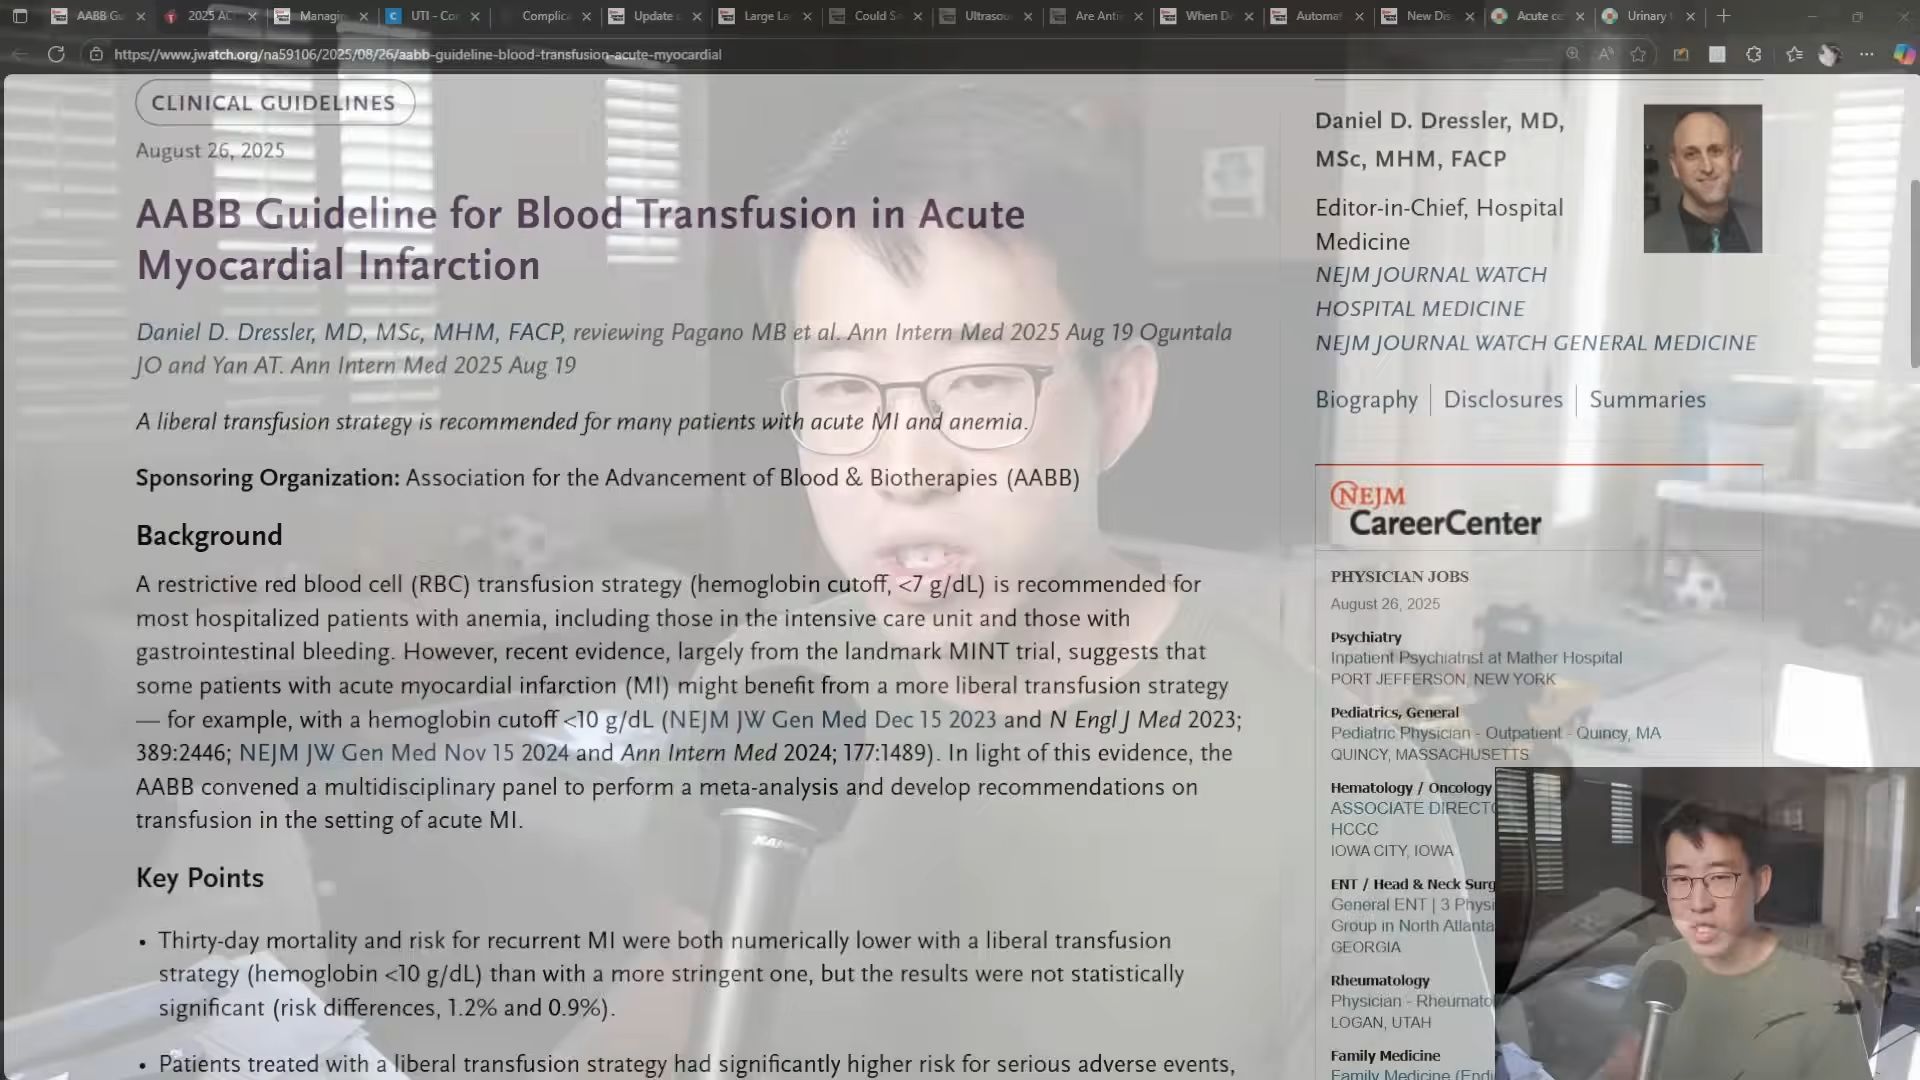 AABB Gu
2025 AC
Managin
UTI - Cor
Complica
Update o
Large La
Could S
Ultrasou
Are Anti
When D
Automat
New Dis
Acute co
Urinary
https://www.jwatch.org/na59106/2025/08/26/aabb-guideline-blood-transfusion-acute-myocardial
CLINICAL GUIDELINES
August 26, 2025
AABB Guideline for Blood Transfusion in Acute
Myocardial Infarction
Daniel D. Dressler, MD, MSc, MHM, FACP, reviewing Pagano MB et al. Ann Intern Med 2025 Aug 19 Oguntala
JO and Yan AT. Ann Intern Med 2025 Aug 19
A liberal transfusion strategy is recommended for many patients with acute MI and anemia.
Sponsoring Organization: Association for the Advancement of Blood & Biotherapies (AABB)
Background
A restrictive red blood cell (RBC) transfusion strategy (hemoglobin cutoff, <7 g/dL) is recommended for
most hospitalized patients with anemia, including those in the intensive care unit and those with
gastrointestinal bleeding. However, recent evidence, largely from the landmark MINT trial, suggests that
some patients with acute myocardial infarction (MI) might benefit from a more liberal transfusion strategy
— for example, with a hemoglobin cutoff <10 g/dL (NEJM JW Gen Med Dec 15 2023 and N Engl J Med 2023;
389:2446; NEJM JW Gen Med Nov 15 2024 and Ann Intern Med 2024; 177:1489). In light of this evidence, the
AABB convened a multidisciplinary panel to perform a meta-analysis and develop recommendations on
transfusion in the setting of acute MI.
Key Points
• Thirty-day mortality and risk for recurrent MI were both numerically lower with a liberal transfusion
strategy (hemoglobin <10 g/dL) than with a more stringent one, but the results were not statistically
significant (risk differences, 1.2% and 0.9%).
• Patients treated with a liberal transfusion strategy had significantly higher risk for serious adverse events,
Daniel D. Dressler, MD,
MSc, MHM, FACP
Editor-in-Chief, Hospital
Medicine
NEJM JOURNAL WATCH
HOSPITAL MEDICINE
NEJM JOURNAL WATCH GENERAL MEDICINE
Biography
Disclosures
Summaries
NEJM
CareerCenter
PHYSICIAN JOBS
August 26, 2025
Psychiatry
Inpatient Psychiatrist at Mather Hospital
PORT JEFFERSON, NEW YORK
Pediatrics, General
Pediatric Physician - Outpatient - Quincy, MA
QUINCY, MASSACHUSETTS
Hematology / Oncology
ASSOCIATE DIRECTO
HCCC
IOWA CITY, IOWA
ENT / Head & Neck Surg
General ENT | 3 Physi
Group in North Atlanta
GEORGIA
Rheumatology
Physician - Rheumato
LOGAN, UTAH
Family Medicine
Family Medicine (Endi